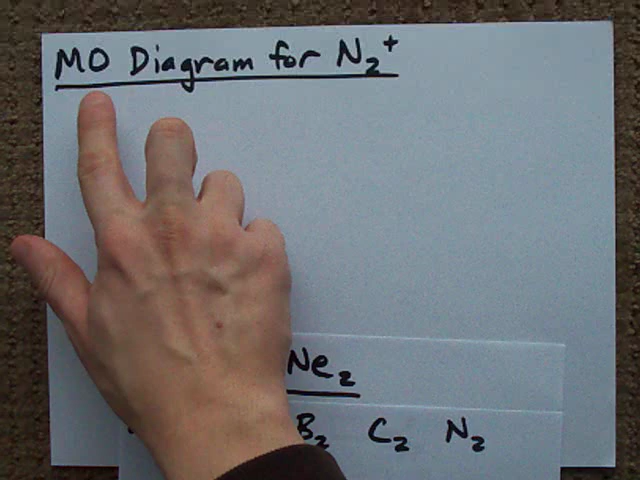 MO Diagram for N₂⁺
Ne₂
B₂ C₂ N₂